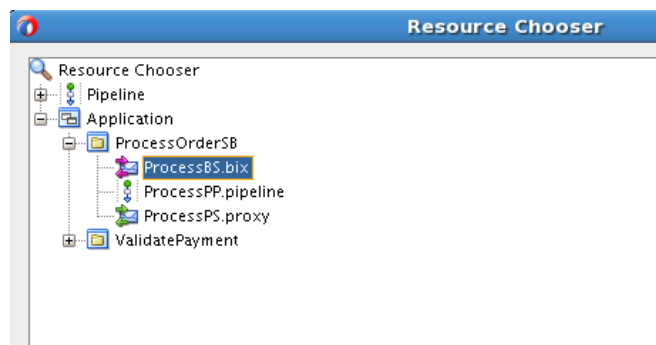 Resource Chooser
Resource Chooser
Pipeline
Application
ProcessOrderSB
ProcessBS.bix
ProcessPP.pipeline
ProcessPS.proxy
ValidatePayment